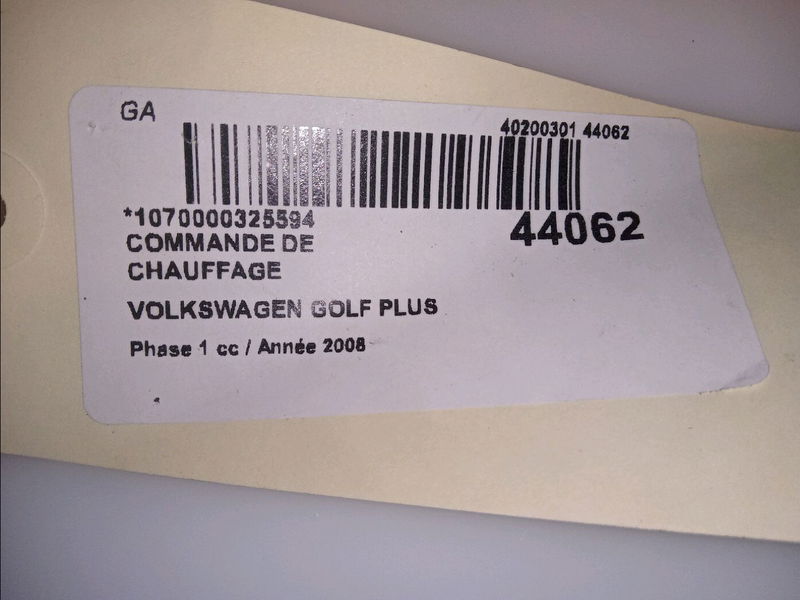 GA
40200301 44062
*1070000325594
44062
COMMANDE DE
CHAUFFAGE
VOLKSWAGEN GOLF PLUS
Phase 1 cc / Année 2008